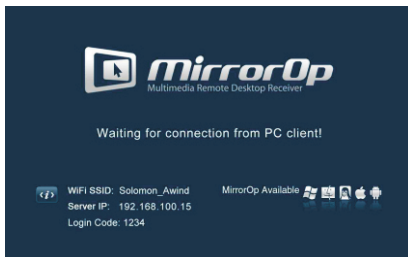 MirrorOp
Multimedia Remote Desktop Receiver
Waiting for connection from PC client!
WiFi SSID: Solomon_Awind
Server IP: 192.168.100.15
Login Code: 1234
MirrorOp Available